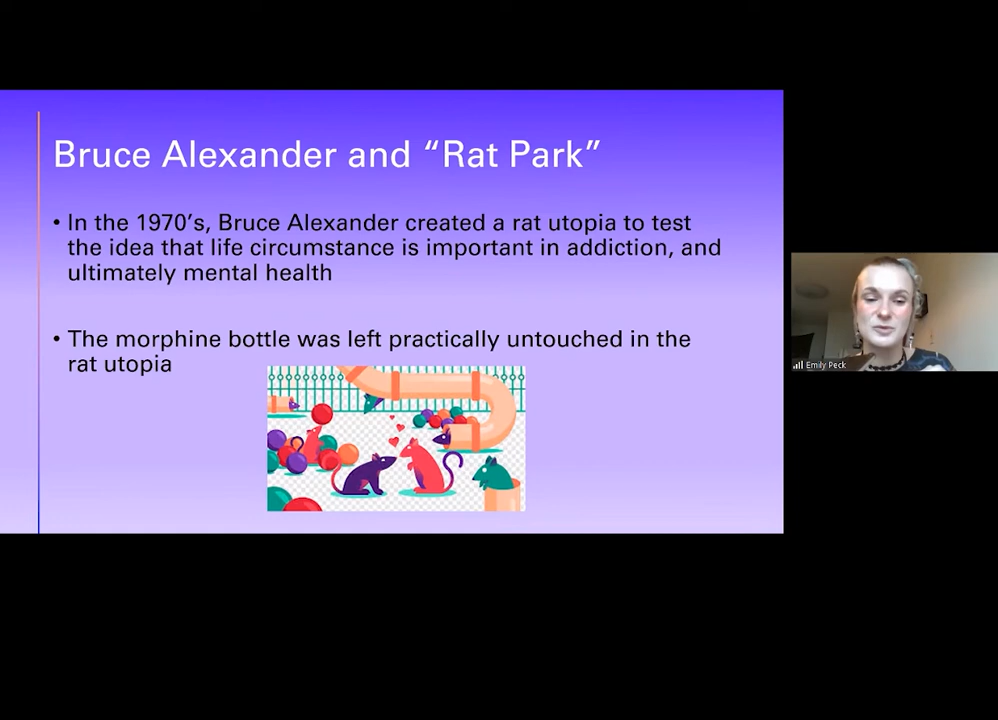 Bruce Alexander and “Rat Park”
• In the 1970’s, Bruce Alexander created a rat utopia to test
the idea that life circumstance is important in addiction, and
ultimately mental health
• The morphine bottle was left practically untouched in the
rat utopia
Emily Peck